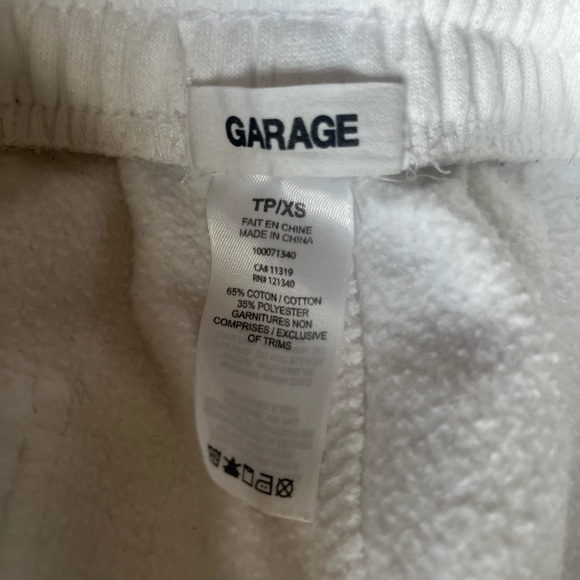 GARAGE
TP/XS
FAIT EN CHINE
MADE IN CHINA
100071340
CA# 11319
RN# 121340
65% COTON / COTTON
35% POLYESTER
GARNITURES NON
COMPRISES / EXCLUSIVE
OF TRIMS